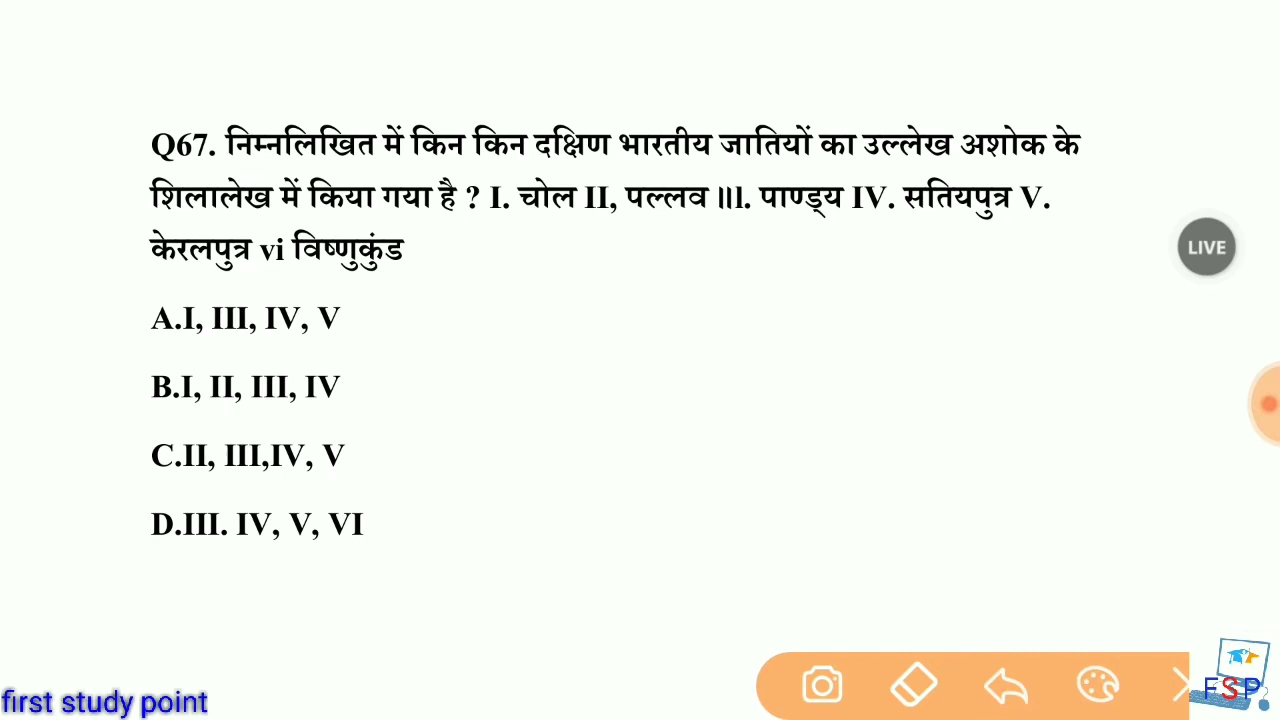 Q67. निम्नलिखित में किन किन दक्षिण भारतीय जातियों का उल्लेख अशोक के
शिलालेख में किया गया है ? I. चोल II, पल्लव ॥l. पाण्ड्य IV. सतियपुत्र V.
केरलपुत्र vi विष्णुकुंड
LIVE
A.I, III, IV, V
B.I, II, III, IV
C.II, III,IV, V
D.III. IV, V, VI
FSP
first study point